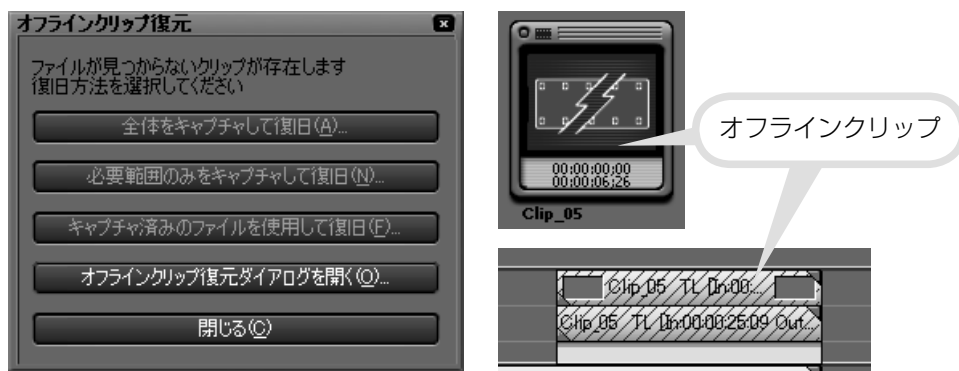 オフラインクリップ復元
ファイルが見つからないクリップが存在します
復旧方法を選択してください
全体をキャプチャして復旧(A)...
必要範囲のみをキャプチャして復旧(N)...
キャプチャ済みのファイルを使用して復旧(F)...
オフラインクリップ復元ダイアログを開く(O)...
閉じる(C)
00:00:00;00
00:00:06;26
Clip_05
オフラインクリップ
Clip_05 TL [In:00:...
Clip_05 TL [In:00:00:25:09 Out...